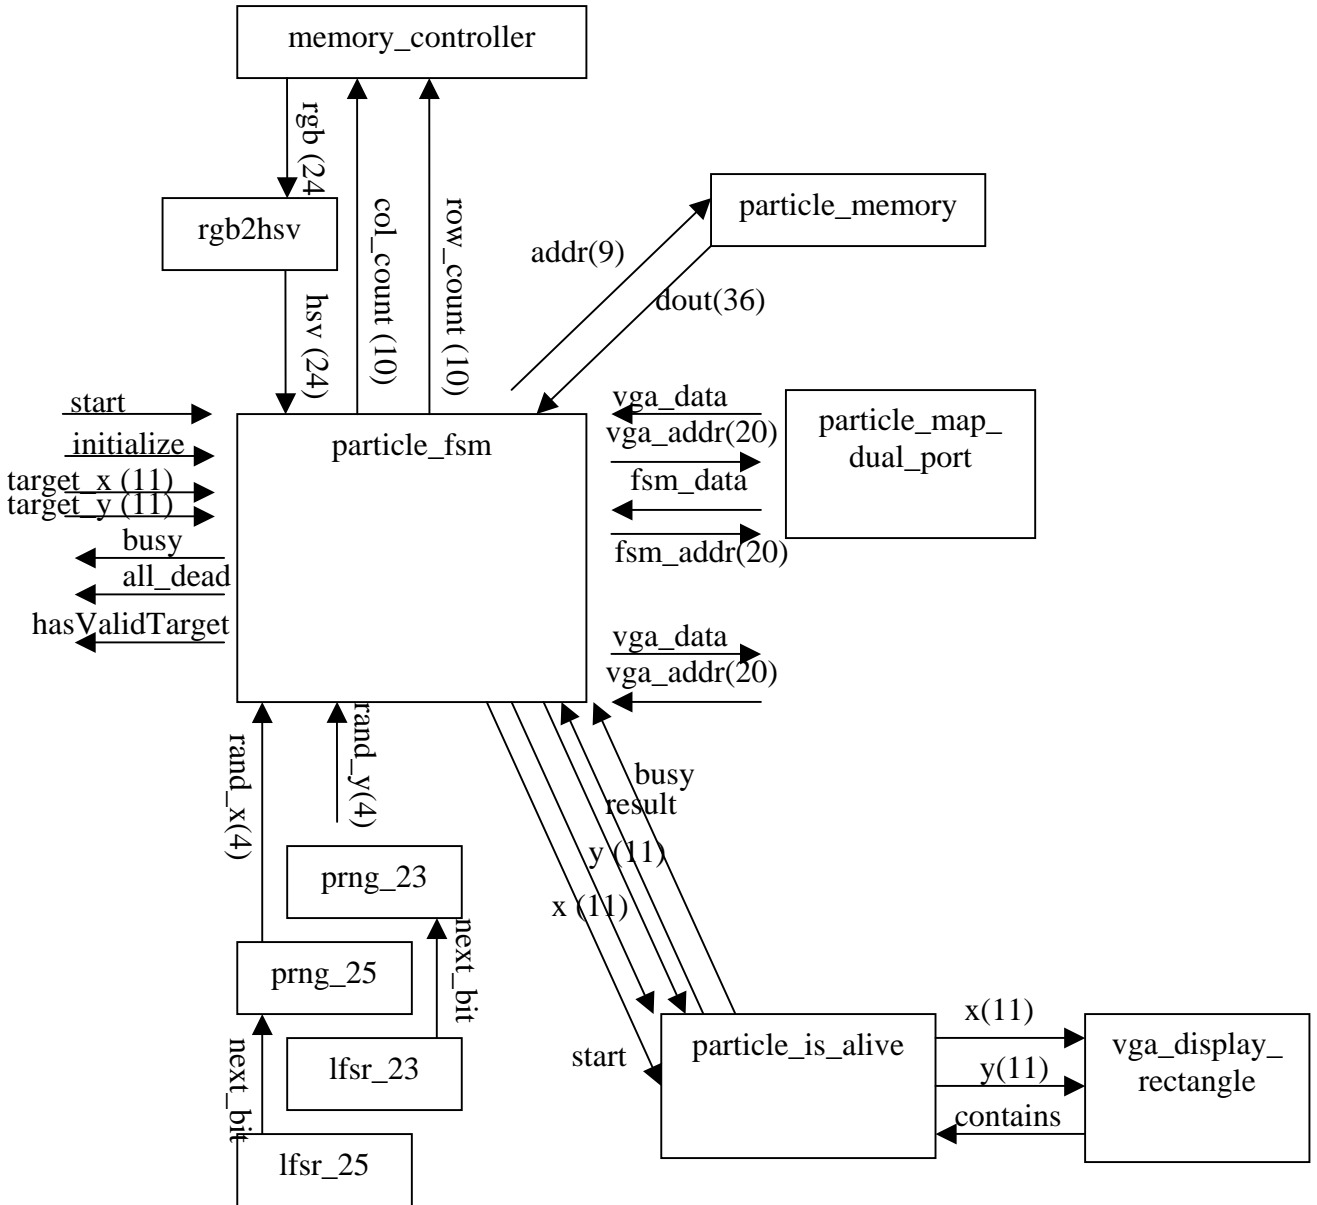 memory_controller
rgb (24
particle_memory
rgb2hsv
col_count (10)
row_count (10)
addr(9)
dout(36)
hsv (24)
start
vga_data
particle_map_
dual_port
initialize
particle_fsm
vga_addr(20)
target_x (11)
fsm_data
target_y (11)
busy
fsm_addr(20)
all_dead
hasValidTarget
vga_data
vga_addr(20)
rand_x(4)
rand_y(4)
busy
result
y (11)
x (11)
prng_23
next_bit
prng_25
x(11)
particle_is_alive
vga_display_
rectangle
start
y(11)
next_bit
lfsr_23
contains
lfsr_25